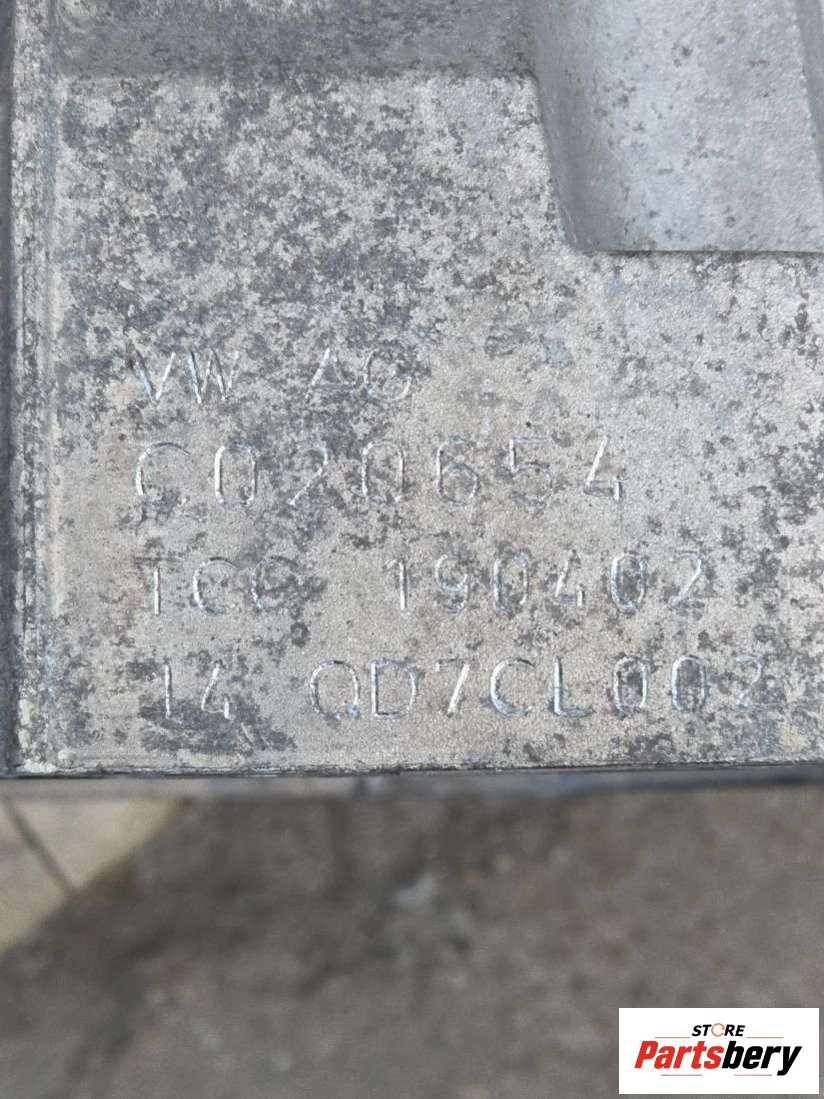 VW AG
C020654
TCC 190402
14 QD7CL002
STORE
Partsbery